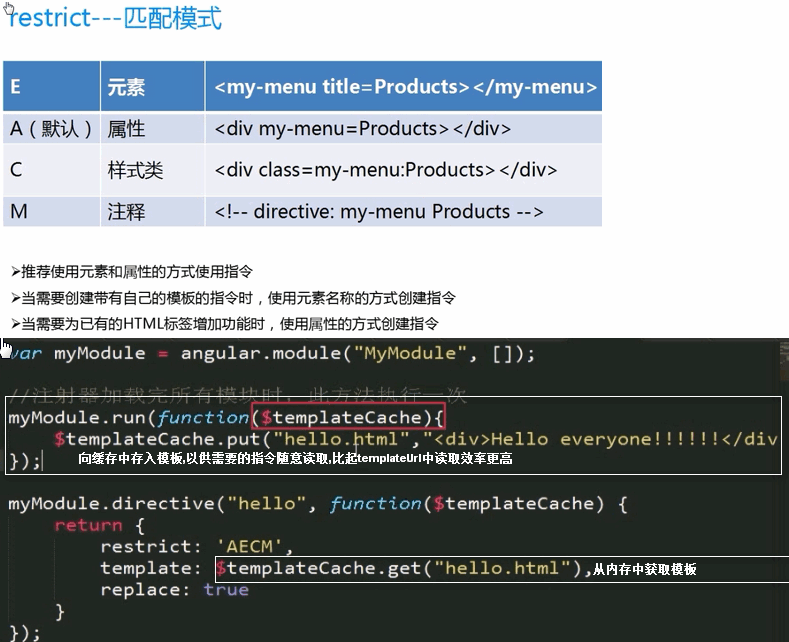 restrict---匹配模式
E 元素 <my-menu title=Products></my-menu>
A（默认） 属性 <div my-menu=Products></div>
C 样式类 <div class=my-menu:Products></div>
M 注释 <!-- directive: my-menu Products -->
➢推荐使用元素和属性的方式使用指令
➢当需要创建带有自己的模板的指令时，使用元素名称的方式创建指令
➢当需要为已有的HTML标签增加功能时，使用属性的方式创建指令
var myModule = angular.module("MyModule", []);
//注射器加载完所有模块时，此方法执行一次
myModule.run(function($templateCache){
$templateCache.put("hello.html","<div>Hello everyone!!!!!!</div
});
向缓存中存入模板,以供需要的指令随意读取,比起templateUrl中读取效率更高
myModule.directive("hello", function($templateCache) {
return {
restrict: 'AECM',
template: $templateCache.get("hello.html"),从内存中获取模板
replace: true
}
});